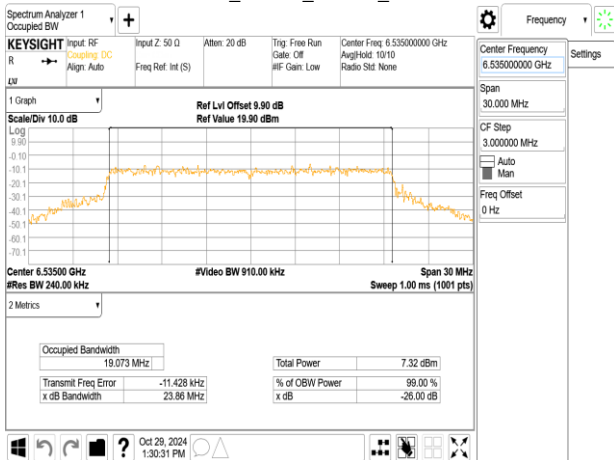 Spectrum Analyzer 1
Occupied BW
Frequency
KEYSIGHT
R
LXI
Input: RF
Coupling: DC
Align: Auto
Input Z: 50 Ω
Freq Ref: Int (S)
Atten: 20 dB
Trig: Free Run
Gate: Off
#IF Gain: Low
Center Freq: 6.535000000 GHz
Avg|Hold: 10/10
Radio Std: None
Center Frequency
6.535000000 GHz
Settings
Span
30.000 MHz
CF Step
3.000000 MHz
Auto
Man
Freq Offset
0 Hz
1 Graph
Scale/Div 10.0 dB
Ref Lvl Offset 9.90 dB
Ref Value 19.90 dBm
Log
9.90
-0.10
-10.1
-20.1
-30.1
-40.1
-50.1
-60.1
-70.1
Center 6.53500 GHz
#Video BW 910.00 kHz
Span 30 MHz
#Res BW 240.00 kHz
Sweep 1.00 ms (1001 pts)
2 Metrics
Occupied Bandwidth
19.073 MHz
Total Power 7.32 dBm
Transmit Freq Error -11.428 kHz
% of OBW Power 99.00 %
x dB Bandwidth 23.86 MHz
x dB -26.00 dB
Oct 29, 2024
1:30:31 PM